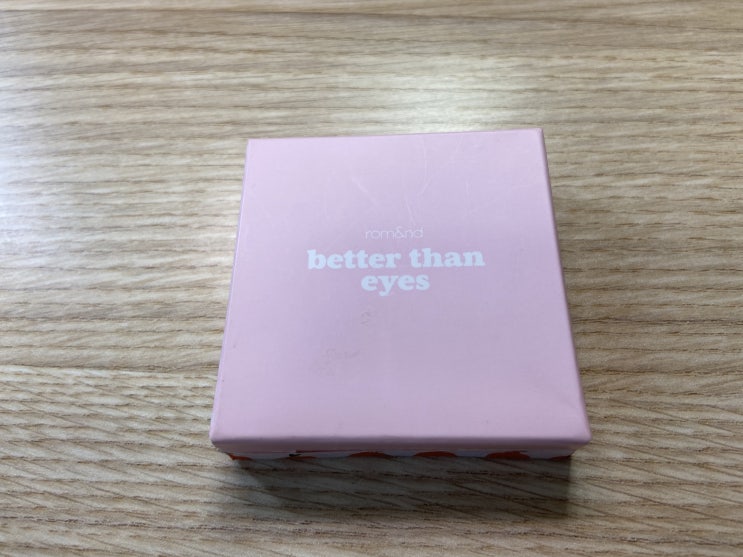 rom&nd
better than
eyes